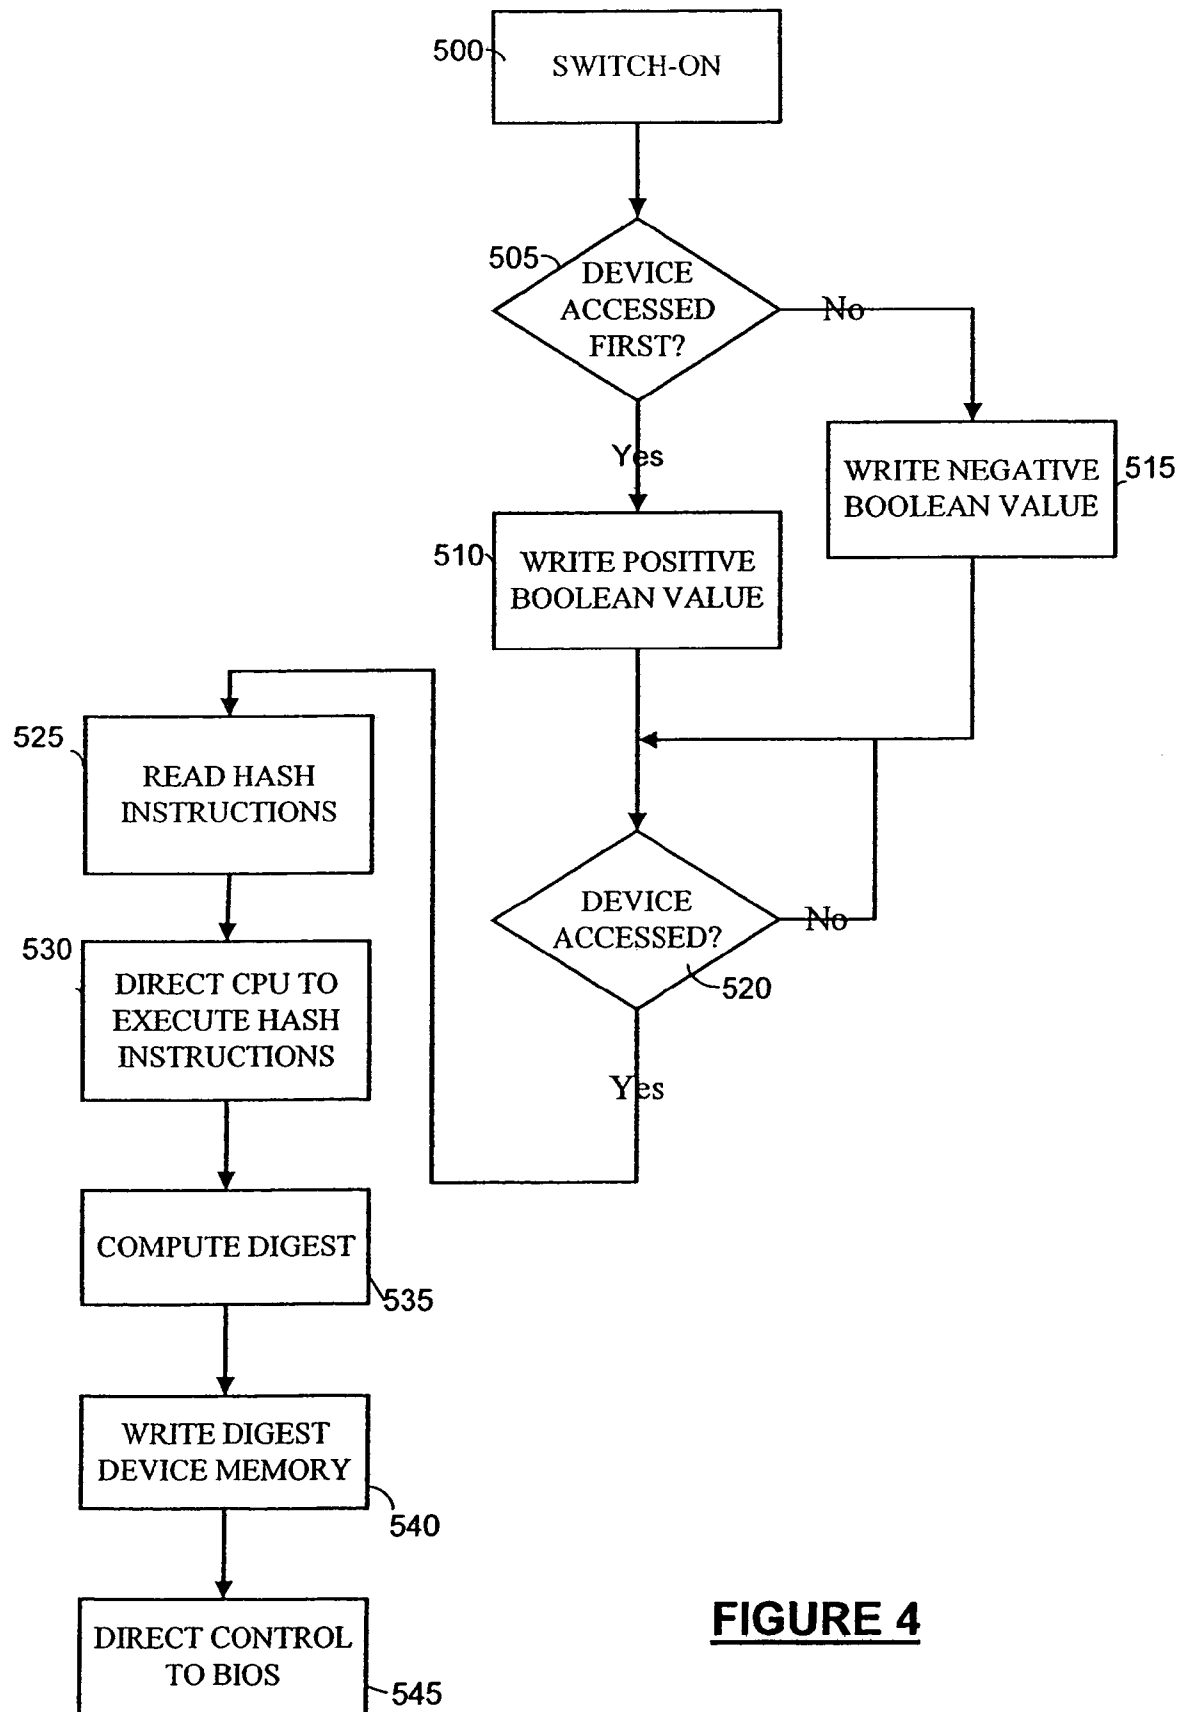 500
SWITCH-ON
505
DEVICE
ACCESSED
FIRST?
No
Yes
WRITE NEGATIVE
BOOLEAN VALUE
515
510
WRITE POSITIVE
BOOLEAN VALUE
525
READ HASH
INSTRUCTIONS
DEVICE
ACCESSED?
No
520
530
DIRECT CPU TO
EXECUTE HASH
INSTRUCTIONS
Yes
COMPUTE DIGEST
535
WRITE DIGEST
DEVICE MEMORY
540
DIRECT CONTROL
TO BIOS
545
FIGURE 4